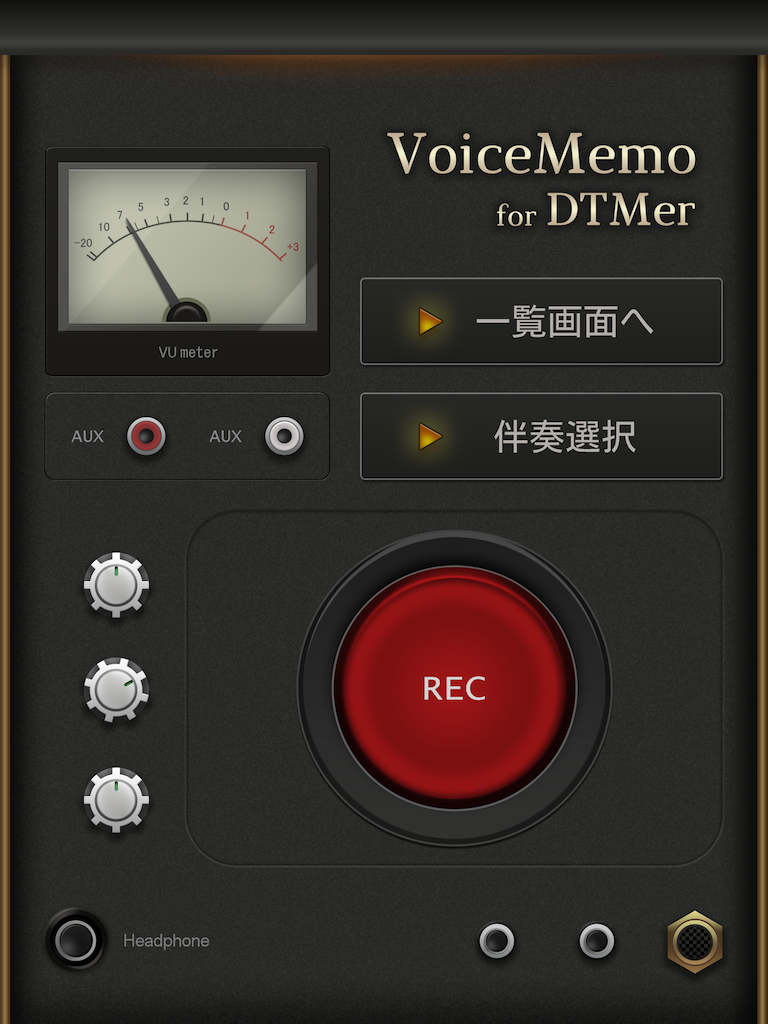 VoiceMemo
for DTMer
-20 10 7 5 3 2 1 0 1 2 +3
VU meter
一覧画面へ
AUX AUX
伴奏選択
REC
Headphone